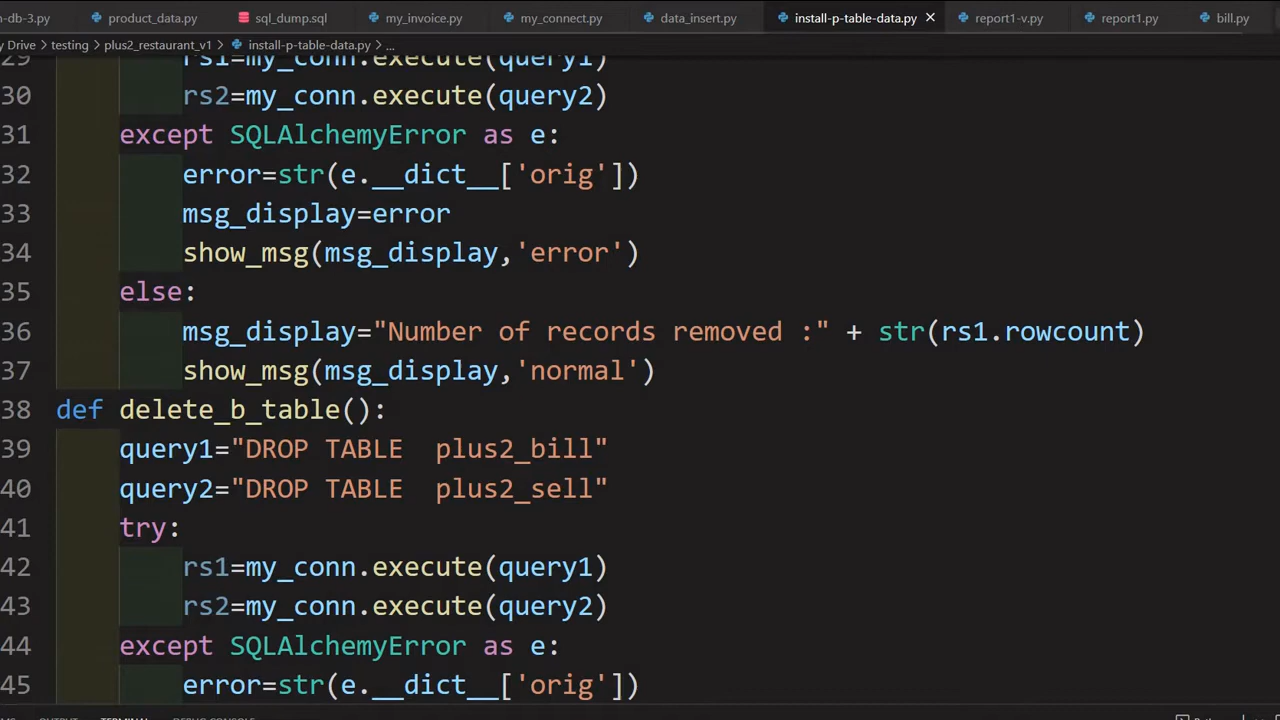 n-db-3.py product_data.py sql_dump.sql my_invoice.py my_connect.py data_insert.py install-p-table-data.py × report1-v.py report1.py bill.py
y Drive > testing > plus2_restaurant_v1 > install-p-table-data.py > ...
29 rs1=my_conn.execute(query1)
30 rs2=my_conn.execute(query2)
31 except SQLAlchemyError as e:
32 error=str(e.__dict__['orig'])
33 msg_display=error
34 show_msg(msg_display,'error')
35 else:
36 msg_display="Number of records removed :" + str(rs1.rowcount)
37 show_msg(msg_display,'normal')
38 def delete_b_table():
39 query1="DROP TABLE  plus2_bill"
40 query2="DROP TABLE  plus2_sell"
41 try:
42 rs1=my_conn.execute(query1)
43 rs2=my_conn.execute(query2)
44 except SQLAlchemyError as e:
45 error=str(e.__dict__['orig'])